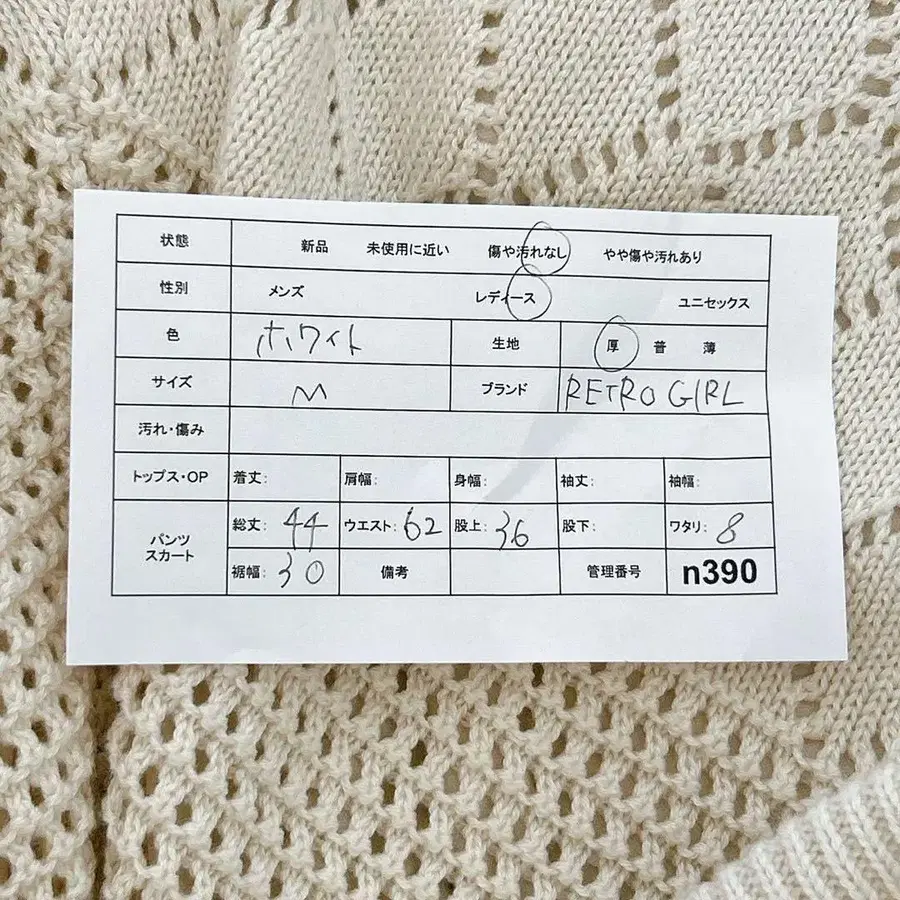 状態 新品 未使用に近い 傷や汚れなし やや傷や汚れあり
性別 メンズ レディース ユニセックス
色 ホワイト 生地 厚 普 薄
サイズ M ブランド RETRO GIRL
汚れ・傷み
トップス・OP 着丈: 肩幅: 身幅: 袖丈: 袖幅:
パンツ スカート 総丈: 44 ウエスト: 62 股上: 36 股下: ワタリ: 8
裾幅: 30 備考 管理番号 n390